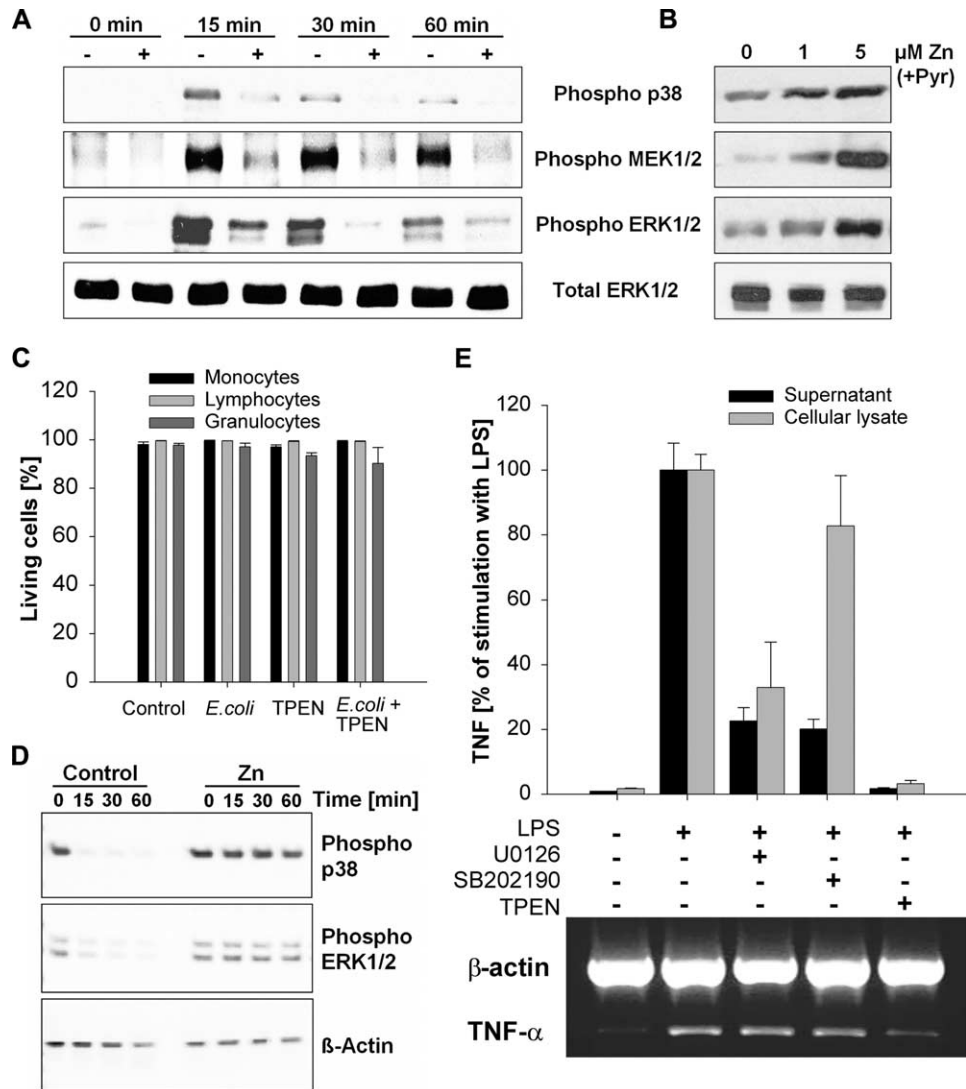 A
0 min 15 min 30 min 60 min
- + - + - + - +
B
0 1 5 µM Zn
(+Pyr)
Phospho p38
Phospho MEK1/2
Phospho ERK1/2
Total ERK1/2
C
Monocytes
Lymphocytes
Granulocytes
Living cells [%]
120
100
80
60
40
20
0
Control E.coli TPEN E.coli +
TPEN
D
Control Zn
0 15 30 60 0 15 30 60 Time [min]
Phospho
p38
Phospho
ERK1/2
ß-Actin
E
Supernatant
Cellular lysate
TNF [% of stimulation with LPS]
120
100
80
60
40
20
0
LPS - + + + +
U0126 - - + - -
SB202190 - - - + -
TPEN - - - - +
β-actin
TNF-α